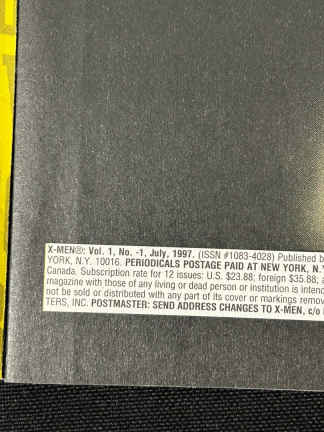 X-MEN®: Vol. 1, No. -1, July, 1997. (ISSN #1083-4028) Published b
YORK, N.Y. 10016. PERIODICALS POSTAGE PAID AT NEW YORK, N.Y
Canada. Subscription rate for 12 issues: U.S. $23.88; foreign $35.88; a
magazine with those of any living or dead person or institution is intend
not be sold or distributed with any part of its cover or markings remov
TERS, INC. POSTMASTER: SEND ADDRESS CHANGES TO X-MEN, c/o